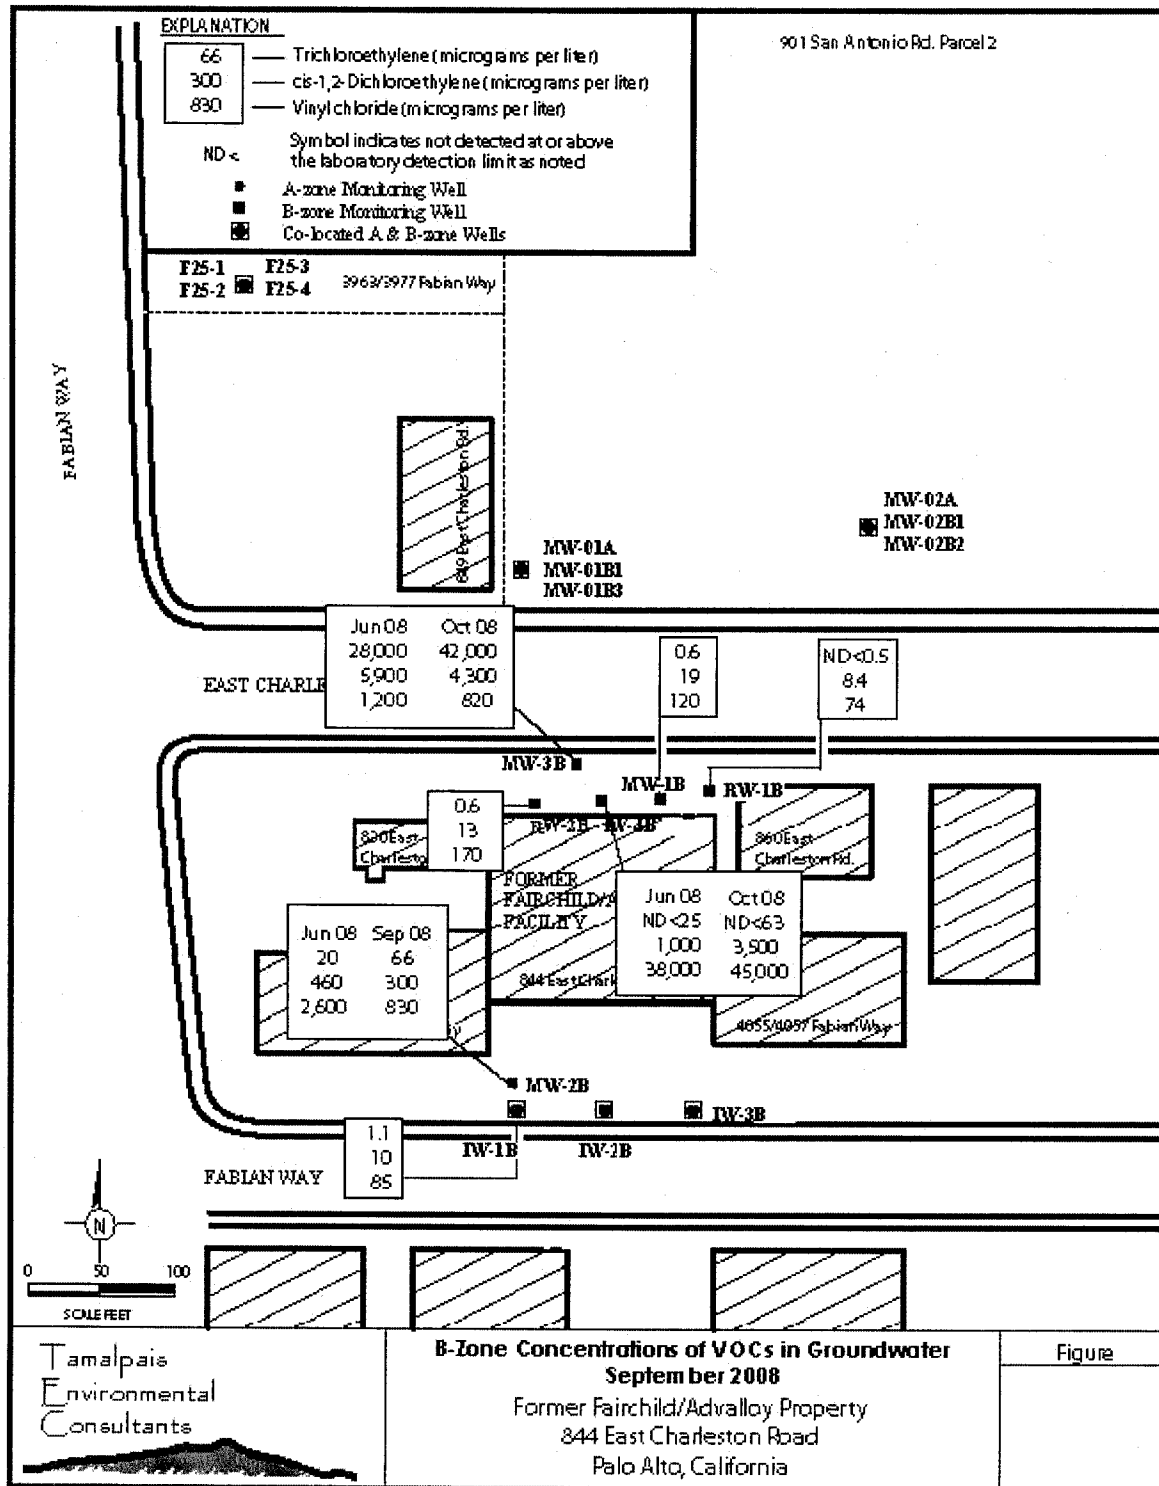 EXPLANATION
66
300
830
Trichloroethylene (micrograms per liter)
cis-1,2-Dichloroethylene (micrograms per liter)
Vinyl chloride (micrograms per liter)
ND <
Symbol indicates not detected at or above
the laboratory detection limit as noted
A-zone Monitoring Well
B-zone Monitoring Well
Co-located A & B-zone Wells
901 San Antonio Rd. Parcel 2
F25-1 F25-3
F25-2 F25-4
3963/3977 Fabian Way
FABIAN WAY
849 East Charleston Rd.
MW-01A
MW-01B1
MW-01B3
MW-02A
MW-02B1
MW-02B2
Jun 08 Oct 08
28,000 42,000
5,900 4,300
1,200 820
EAST CHARLE
0.6
19
120
ND<0.5
8.4
74
MW-3B
MW-1B
RW-1B
0.6
13
170
830 East
Charlesto
860 East
Charleston Rd.
FORMER
FAIRCHILD/A
FACILITY
844 East Charle
Jun 08 Oct 08
ND<25 ND<63
1,000 3,500
38,000 45,000
Jun 08 Sep 08
20 66
460 300
2,600 830
y
4055/4057 Fabian Way
MW-2B
IW-1B
IW-2B
IW-3B
1.1
10
85
FABIAN WAY
N
0 50 100
SCALE FEET
Tamalpais
Environmental
Consultants
B-Zone Concentrations of VOCs in Groundwater
September 2008
Former Fairchild/Advalloy Property
844 East Charleston Road
Palo Alto, California
Figure